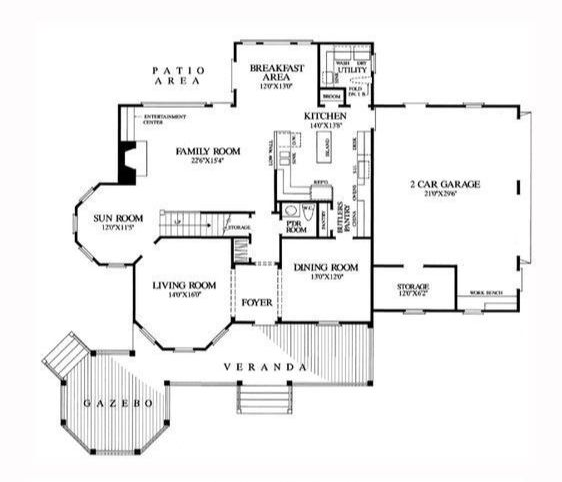 PATIO
AREA
BREAKFAST
AREA
12'0"X13'0"
WASH DRY
UTILITY
FOLD
DN. I. B.
BROOM
ENTERTAINMENT
CENTER
KITCHEN
14'0"X13'8"
FAMILY ROOM
22'6"X15'4"
LOW WALL
SINK
D.W.
ISLAND
DESK
OVENS
REF'G
2 CAR GARAGE
21'0"X29'6"
SUN ROOM
12'0"X11'5"
UP
STORAGE
PDR
ROOM
PANTRY
BUTLERS
PANTRY
CHINA
LIVING ROOM
14'0"X16'0"
FOYER
DINING ROOM
13'0"X12'0"
STORAGE
12'0"X6'2"
WORK BENCH
VERANDA
GAZEBO